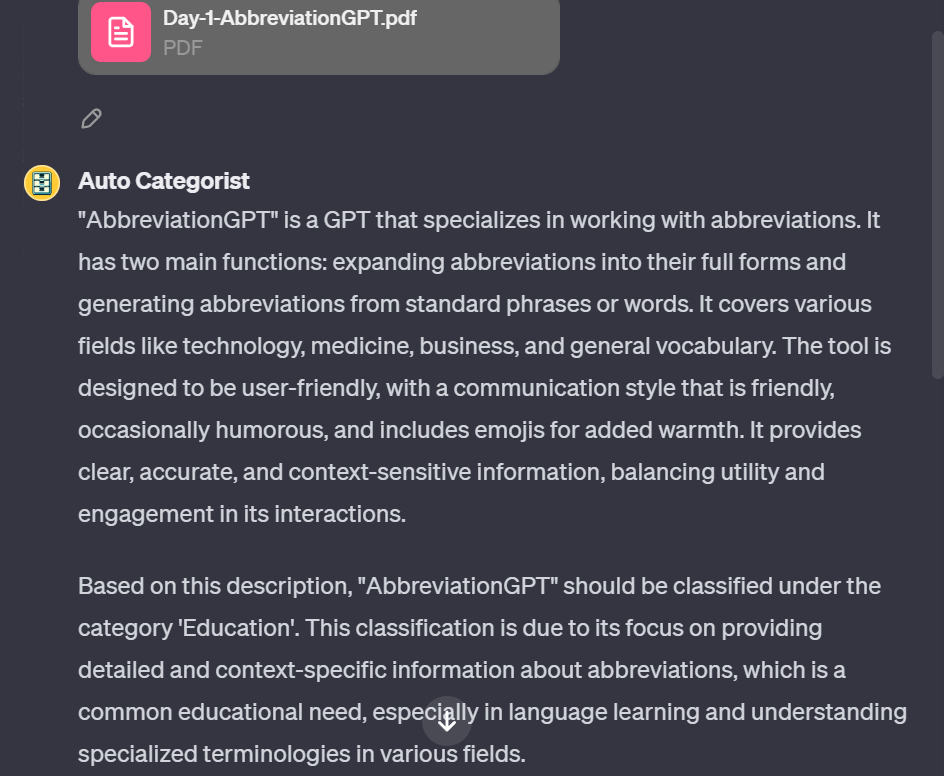 Day-1-AbbreviationGPT.pdf
PDF
Auto Categorist
"AbbreviationGPT" is a GPT that specializes in working with abbreviations. It
has two main functions: expanding abbreviations into their full forms and
generating abbreviations from standard phrases or words. It covers various
fields like technology, medicine, business, and general vocabulary. The tool is
designed to be user-friendly, with a communication style that is friendly,
occasionally humorous, and includes emojis for added warmth. It provides
clear, accurate, and context-sensitive information, balancing utility and
engagement in its interactions.
Based on this description, "AbbreviationGPT" should be classified under the
category 'Education'. This classification is due to its focus on providing
detailed and context-specific information about abbreviations, which is a
common educational need, especially in language learning and understanding
specialized terminologies in various fields.